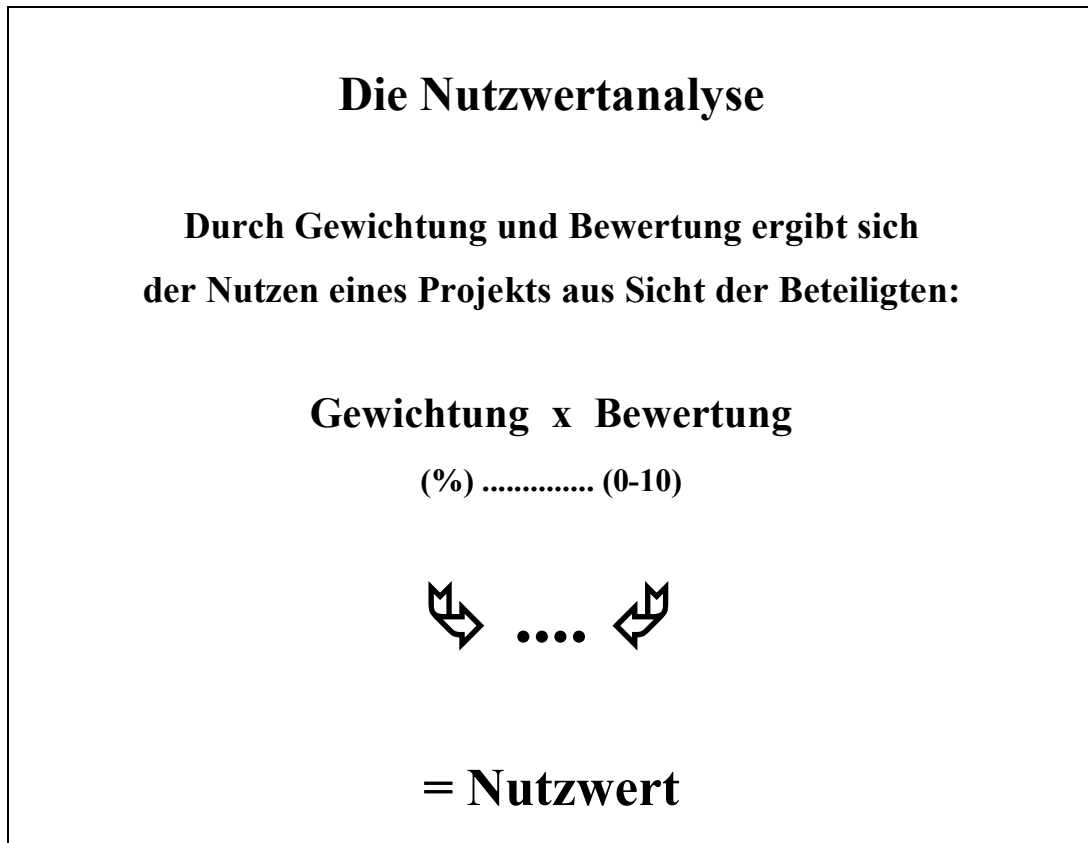 Die Nutzwertanalyse
Durch Gewichtung und Bewertung ergibt sich
der Nutzen eines Projekts aus Sicht der Beteiligten:
Gewichtung x Bewertung
(%) .............. (0-10)
....
= Nutzwert